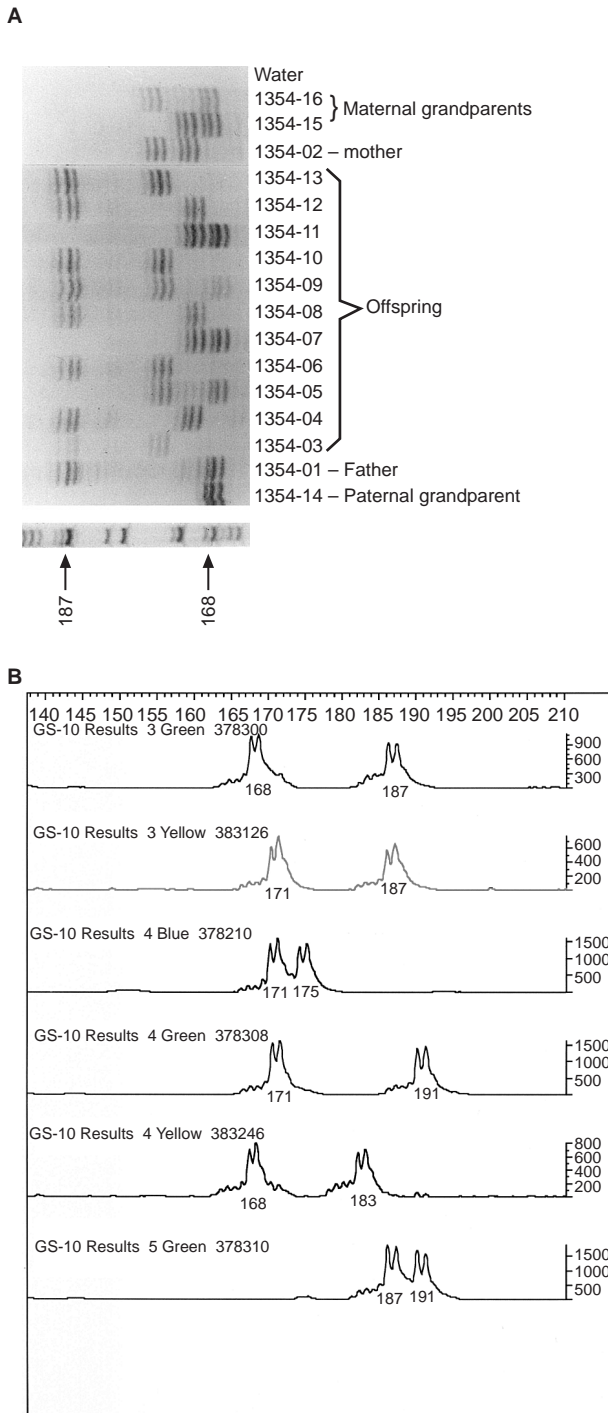 A
Water
1354-16
Maternal grandparents
1354-15
1354-02 – mother
1354-13
1354-12
1354-11
1354-10
1354-09
1354-08
Offspring
1354-07
1354-06
1354-05
1354-04
1354-03
1354-01 – Father
1354-14 – Paternal grandparent
187 168
B
140 145 150 155 160 165 170 175 180 185 190 195 200 205 210
GS-10 Results 3 Green 378300
900
600
300
168 187
GS-10 Results 3 Yellow 383126
600
400
200
171 187
GS-10 Results 4 Blue 378210
1500
1000
500
171 175
GS-10 Results 4 Green 378308
1500
1000
500
171 191
GS-10 Results 4 Yellow 383246
800
600
400
200
168 183
GS-10 Results 5 Green 378310
1500
1000
500
187 191